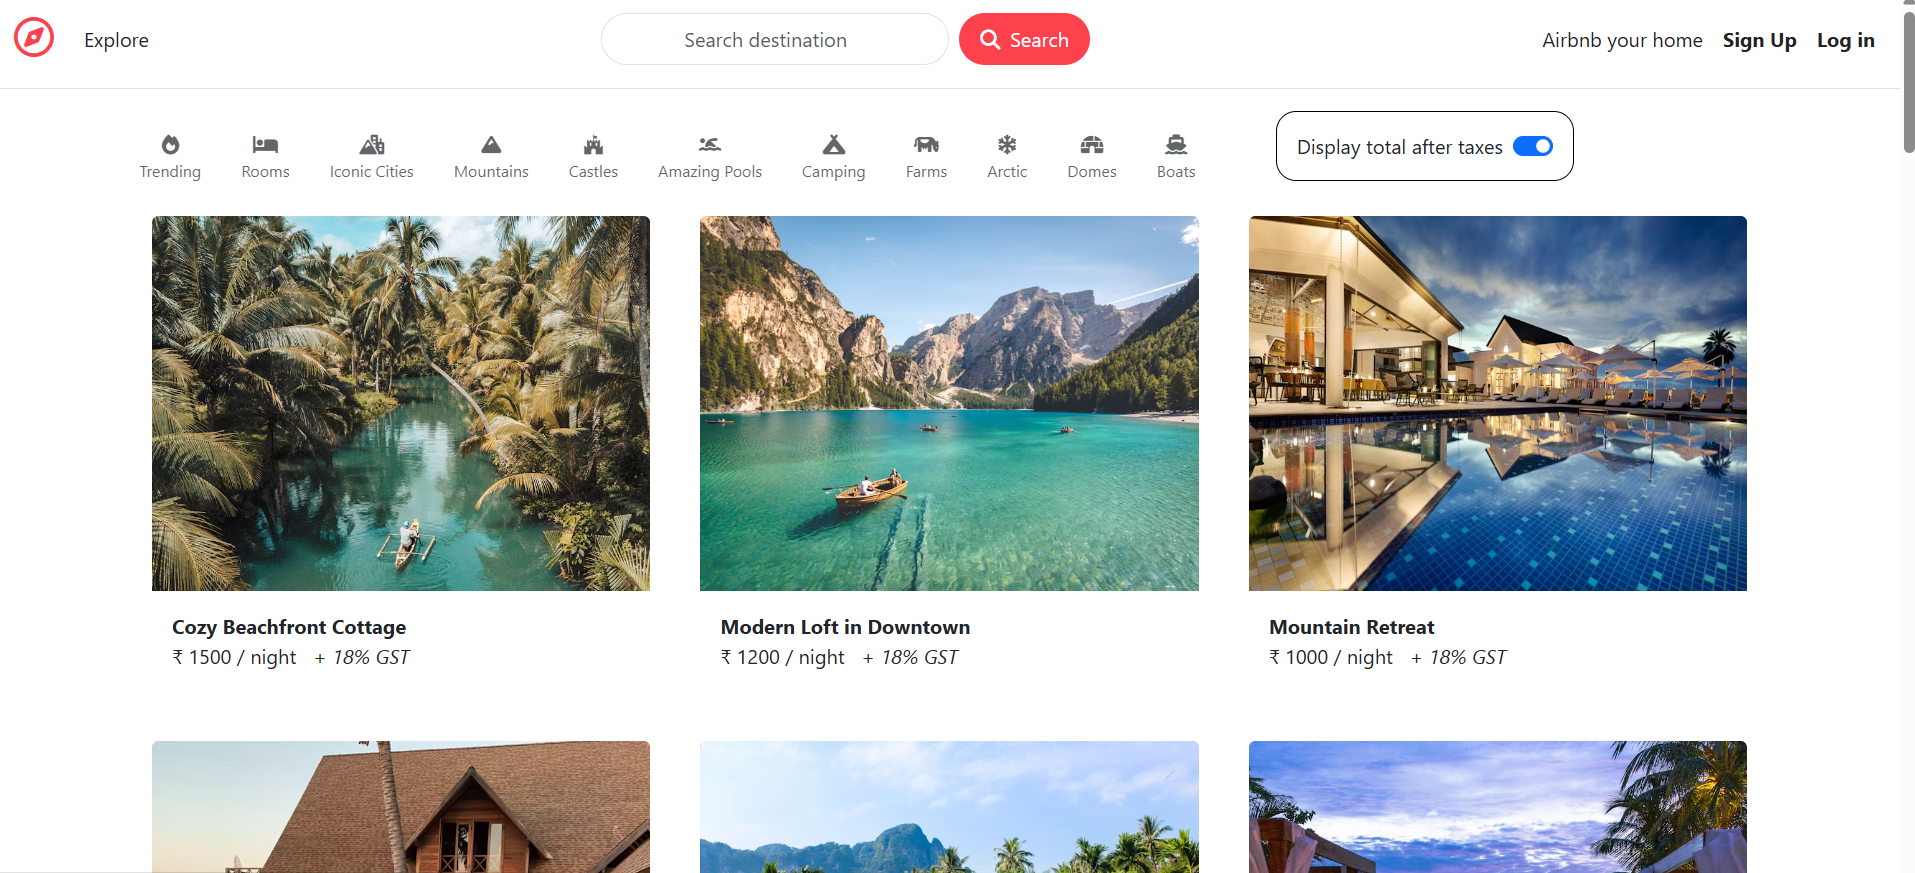 Explore
Search destination
Search
Airbnb your home
Sign Up
Log in
Trending
Rooms
Iconic Cities
Mountains
Castles
Amazing Pools
Camping
Farms
Arctic
Domes
Boats
Display total after taxes
Cozy Beachfront Cottage
₹ 1500 / night + 18% GST
Modern Loft in Downtown
₹ 1200 / night + 18% GST
Mountain Retreat
₹ 1000 / night + 18% GST